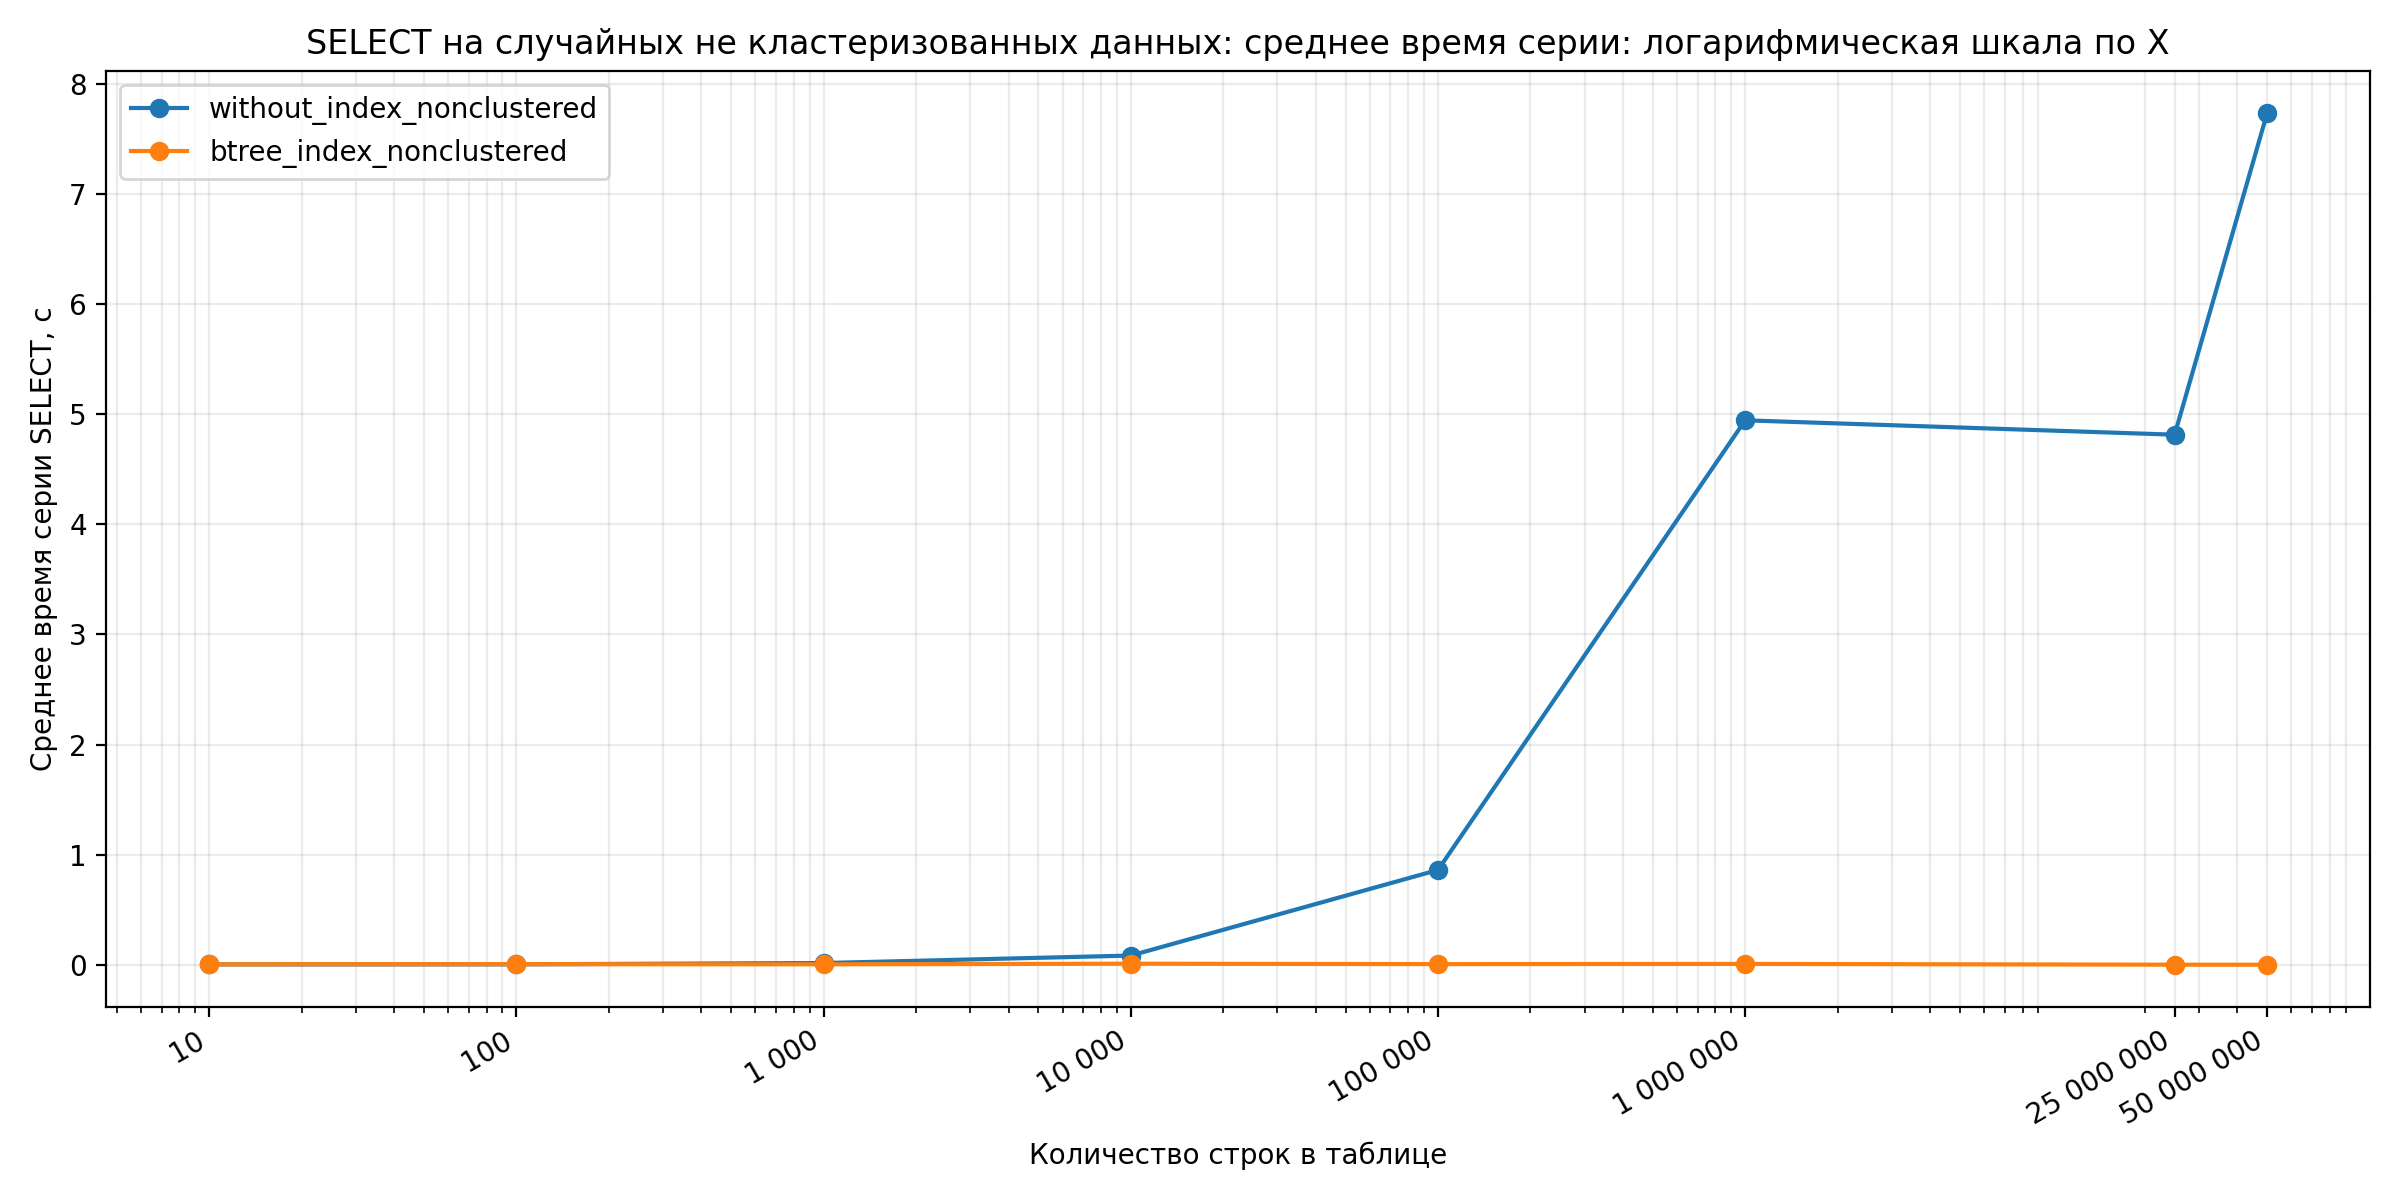 SELECT на случайных не кластеризованных данных: среднее время серии: логарифмическая шкала по X
without_index_nonclustered
btree_index_nonclustered
Среднее время серии SELECT, с
8
7
6
5
4
3
2
1
0
10
100
1 000
10 000
100 000
1 000 000
25 000 000
50 000 000
Количество строк в таблице